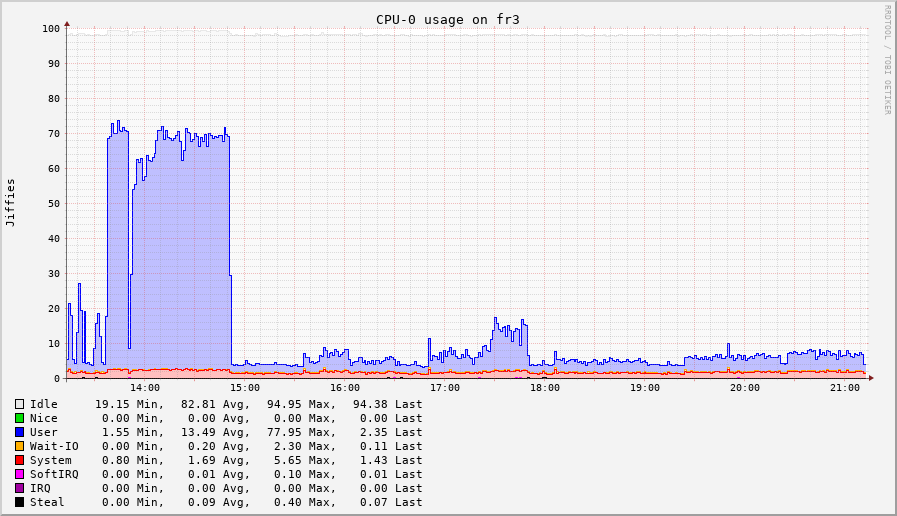 CPU-0 usage on fr3
RRDTOOL / TOBI OETIKER
Jiffies
100
90
80
70
60
50
40
30
20
10
0
14:00 15:00 16:00 17:00 18:00 19:00 20:00 21:00
Idle 19.15 Min, 82.81 Avg, 94.95 Max, 94.38 Last
Nice 0.00 Min, 0.00 Avg, 0.00 Max, 0.00 Last
User 1.55 Min, 13.49 Avg, 77.95 Max, 2.35 Last
Wait-IO 0.00 Min, 0.20 Avg, 2.30 Max, 0.11 Last
System 0.80 Min, 1.69 Avg, 5.65 Max, 1.43 Last
SoftIRQ 0.00 Min, 0.01 Avg, 0.10 Max, 0.01 Last
IRQ 0.00 Min, 0.00 Avg, 0.00 Max, 0.00 Last
Steal 0.00 Min, 0.09 Avg, 0.40 Max, 0.07 Last